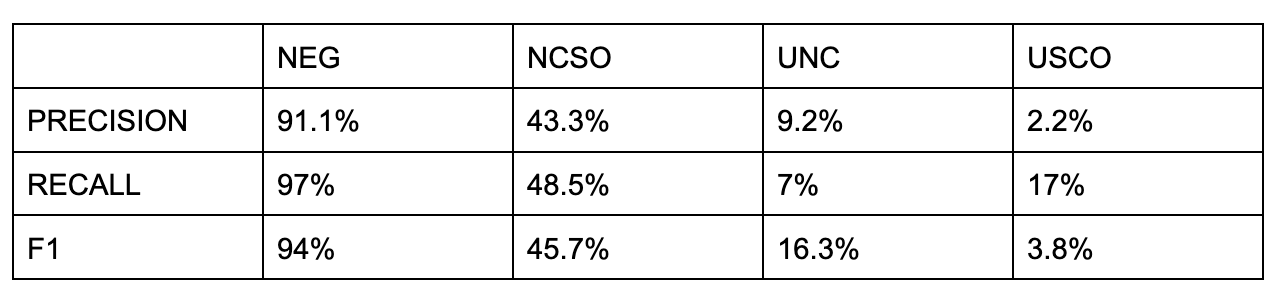 NEG NCSO UNC USCO
PRECISION 91.1% 43.3% 9.2% 2.2%
RECALL 97% 48.5% 7% 17%
F1 94% 45.7% 16.3% 3.8%